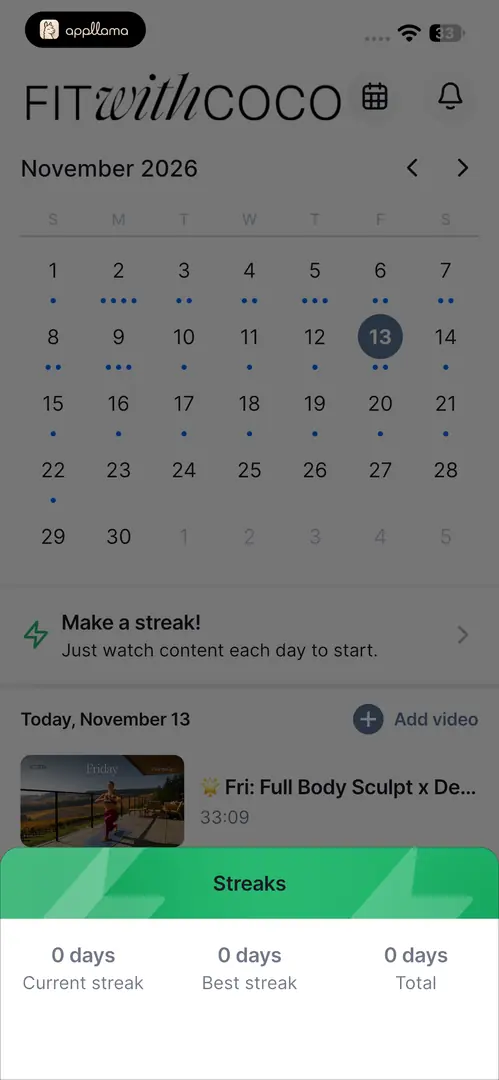 appllama
33
FITwithCOCO
November 2026
S M T W T F S
1 2 3 4 5 6 7
8 9 10 11 12 13 14
15 16 17 18 19 20 21
22 23 24 25 26 27 28
29 30 1 2 3 4 5
Make a streak!
Just watch content each day to start.
Today, November 13
Add video
Friday
🌟 Fri: Full Body Sculpt x De...
33:09
Streaks
0 days 0 days 0 days
Current streak Best streak Total